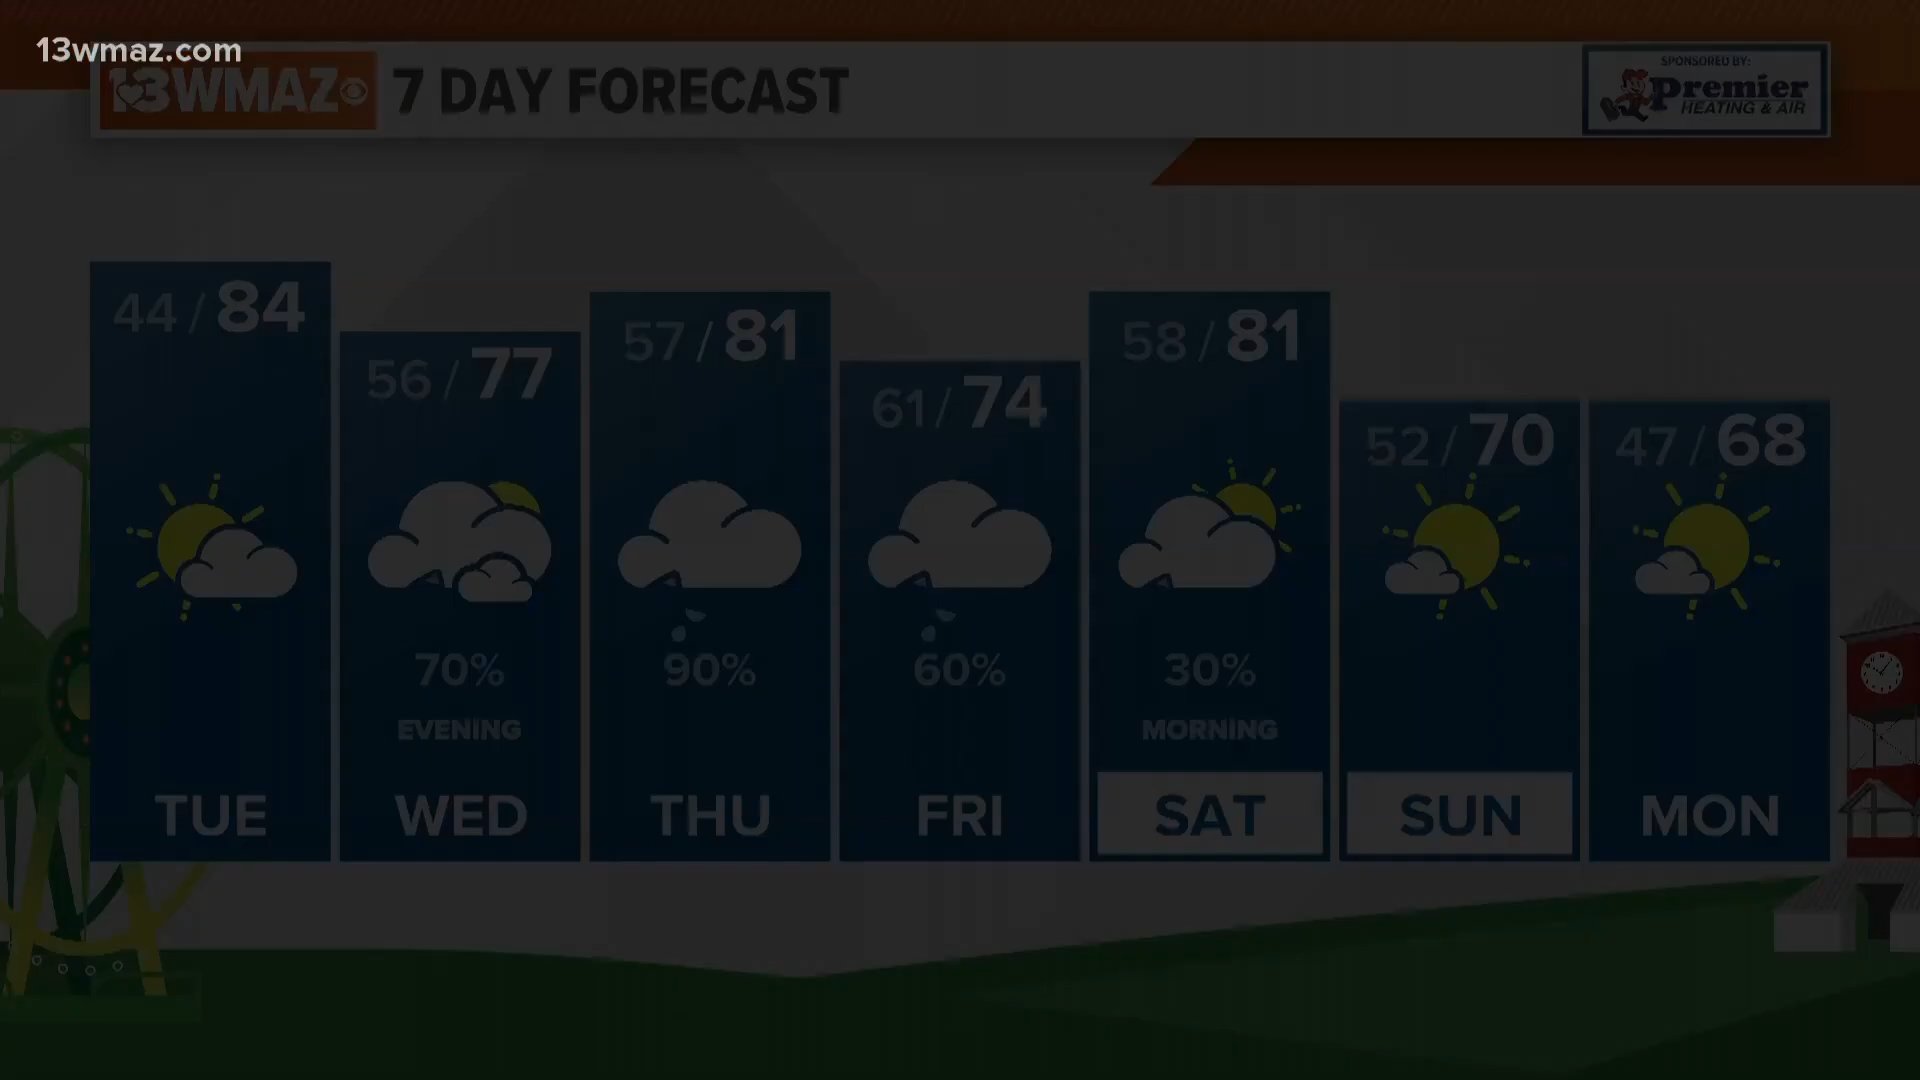 13wmaz.com
13WMAZ 7 DAY FORECAST
SPONSORED BY:
Premier
HEATING & AIR
44 / 84
56 / 77
57 / 81
61 / 74
58 / 81
52 / 70
47 / 68
70%
90%
60%
30%
EVENING
MORNING
TUE
WED
THU
FRI
SAT
SUN
MON